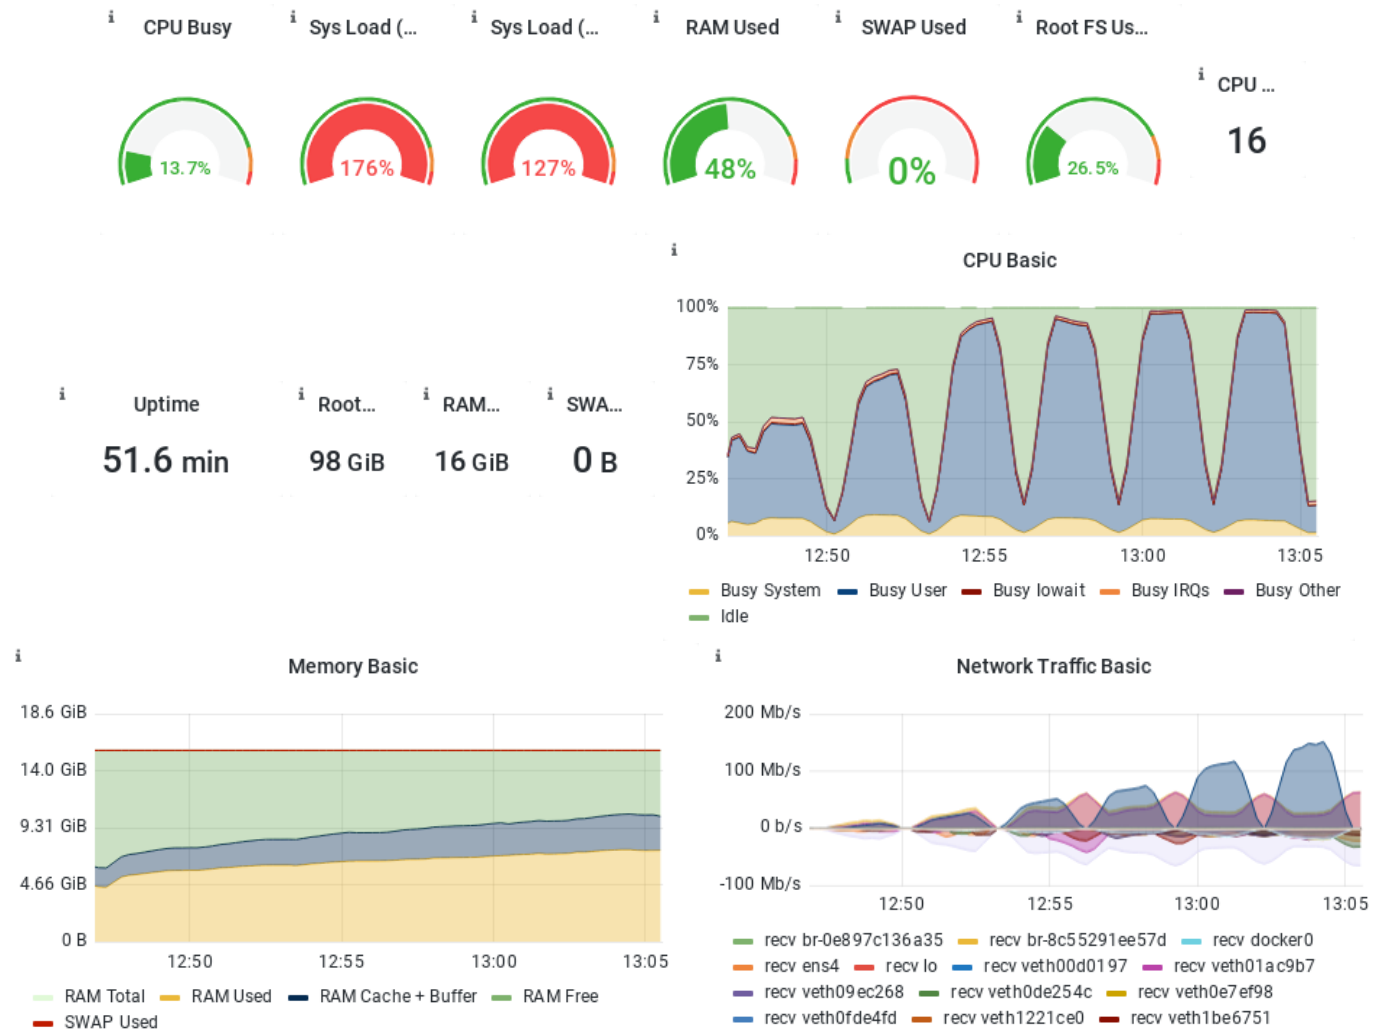 i CPU Busy i Sys Load (... i Sys Load (... i RAM Used i SWAP Used i Root FS Us...
i CPU ...
16
13.7% 176% 127% 48% 0% 26.5%
i CPU Basic
100%
75%
50%
25%
0%
12:50 12:55 13:00 13:05
Busy System Busy User Busy Iowait Busy IRQs Busy Other
Idle
i Uptime i Root... i RAM... i SWA...
51.6 min 98 GiB 16 GiB 0 B
i Memory Basic
18.6 GiB
14.0 GiB
9.31 GiB
4.66 GiB
0 B
12:50 12:55 13:00 13:05
RAM Total RAM Used RAM Cache + Buffer RAM Free
SWAP Used
i Network Traffic Basic
200 Mb/s
100 Mb/s
0 b/s
-100 Mb/s
12:50 12:55 13:00 13:05
recv br-0e897c136a35 recv br-8c55291ee57d recv docker0
recv ens4 recv lo recv veth00d0197 recv veth01ac9b7
recv veth09ec268 recv veth0de254c recv veth0e7ef98
recv veth0fde4fd recv veth1221ce0 recv veth1be6751